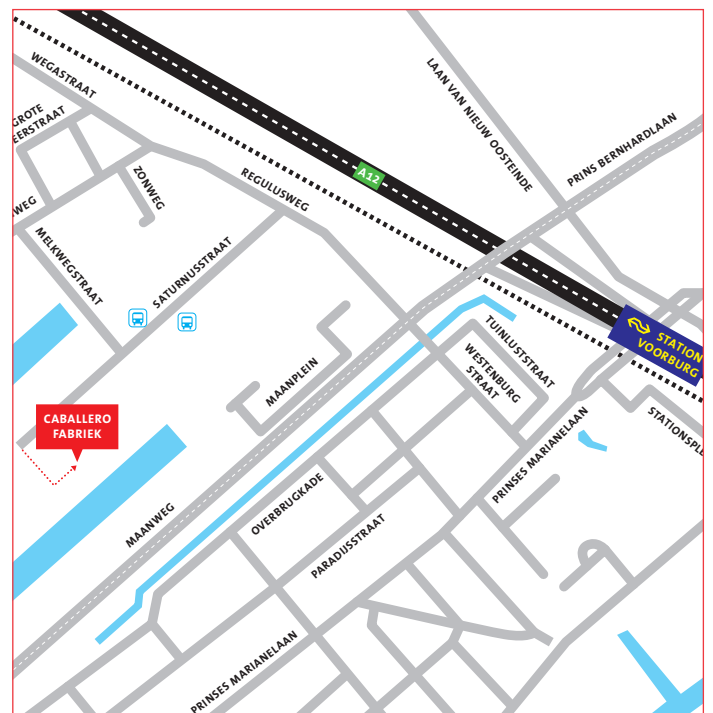 WEGASTRAAT
GROTE
EERSTRAAT
WEG
ZONWEG
REGULUSWEG
A12
LAAN VAN NIEUW OOSTEINDE
PRINS BERNHARDLAAN
MELKWEGSTRAAT
SATURNUSSTRAAT
STATION
VOORBURG
TUINLUSTSTRAAT
WESTENBURG
STRAAT
MAANPLEIN
CABALLERO
FABRIEK
STATIONSPLE
PRINSES MARIANELAAN
MAANWEG
OVERBRUGKADE
PARADIJSSTRAAT
PRINSES MARIANELAAN